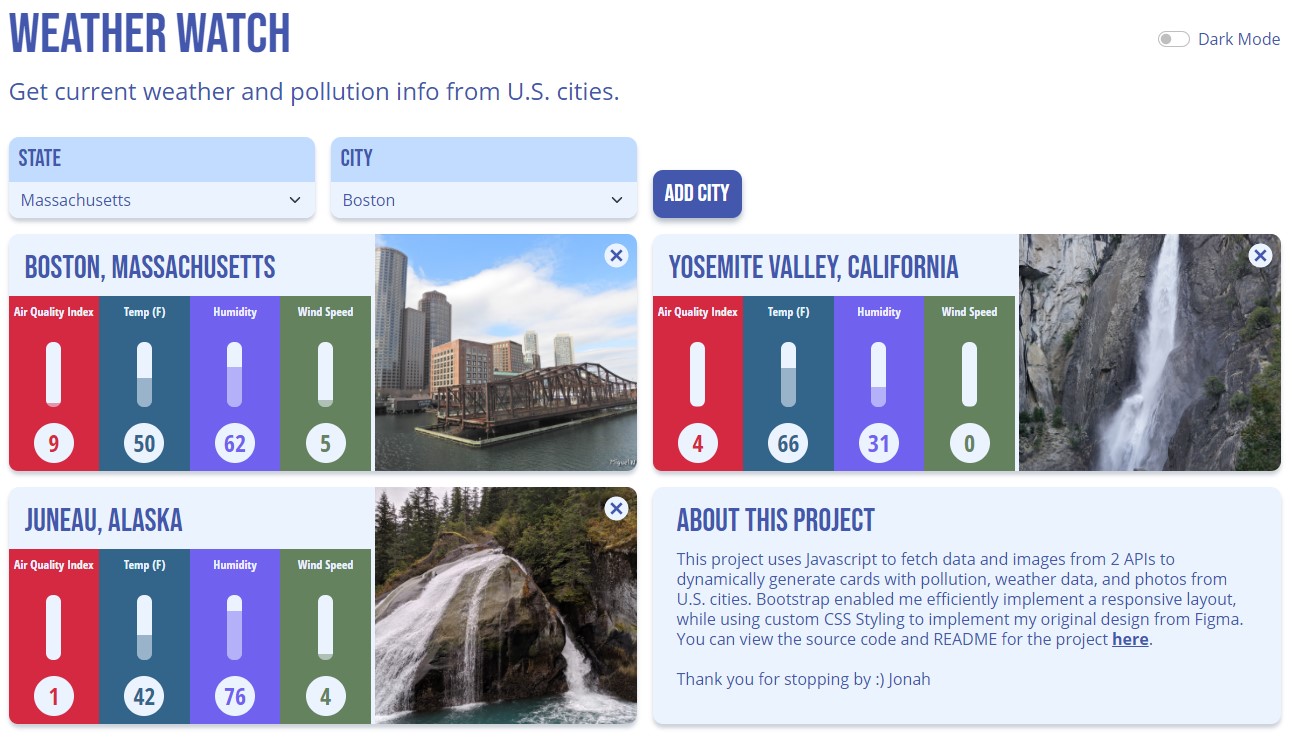 WEATHER WATCH
Dark Mode
Get current weather and pollution info from U.S. cities.
STATE
CITY
Massachusetts
Boston
ADD CITY
BOSTON, MASSACHUSETTS
Air Quality Index
Temp (F)
Humidity
Wind Speed
9
50
62
5
YOSEMITE VALLEY, CALIFORNIA
Air Quality Index
Temp (F)
Humidity
Wind Speed
4
66
31
0
JUNEAU, ALASKA
Air Quality Index
Temp (F)
Humidity
Wind Speed
1
42
76
4
ABOUT THIS PROJECT
This project uses Javascript to fetch data and images from 2 APIs to
dynamically generate cards with pollution, weather data, and photos from
U.S. cities. Bootstrap enabled me efficiently implement a responsive layout,
while using custom CSS Styling to implement my original design from Figma.
You can view the source code and README for the project here.
Thank you for stopping by :) Jonah